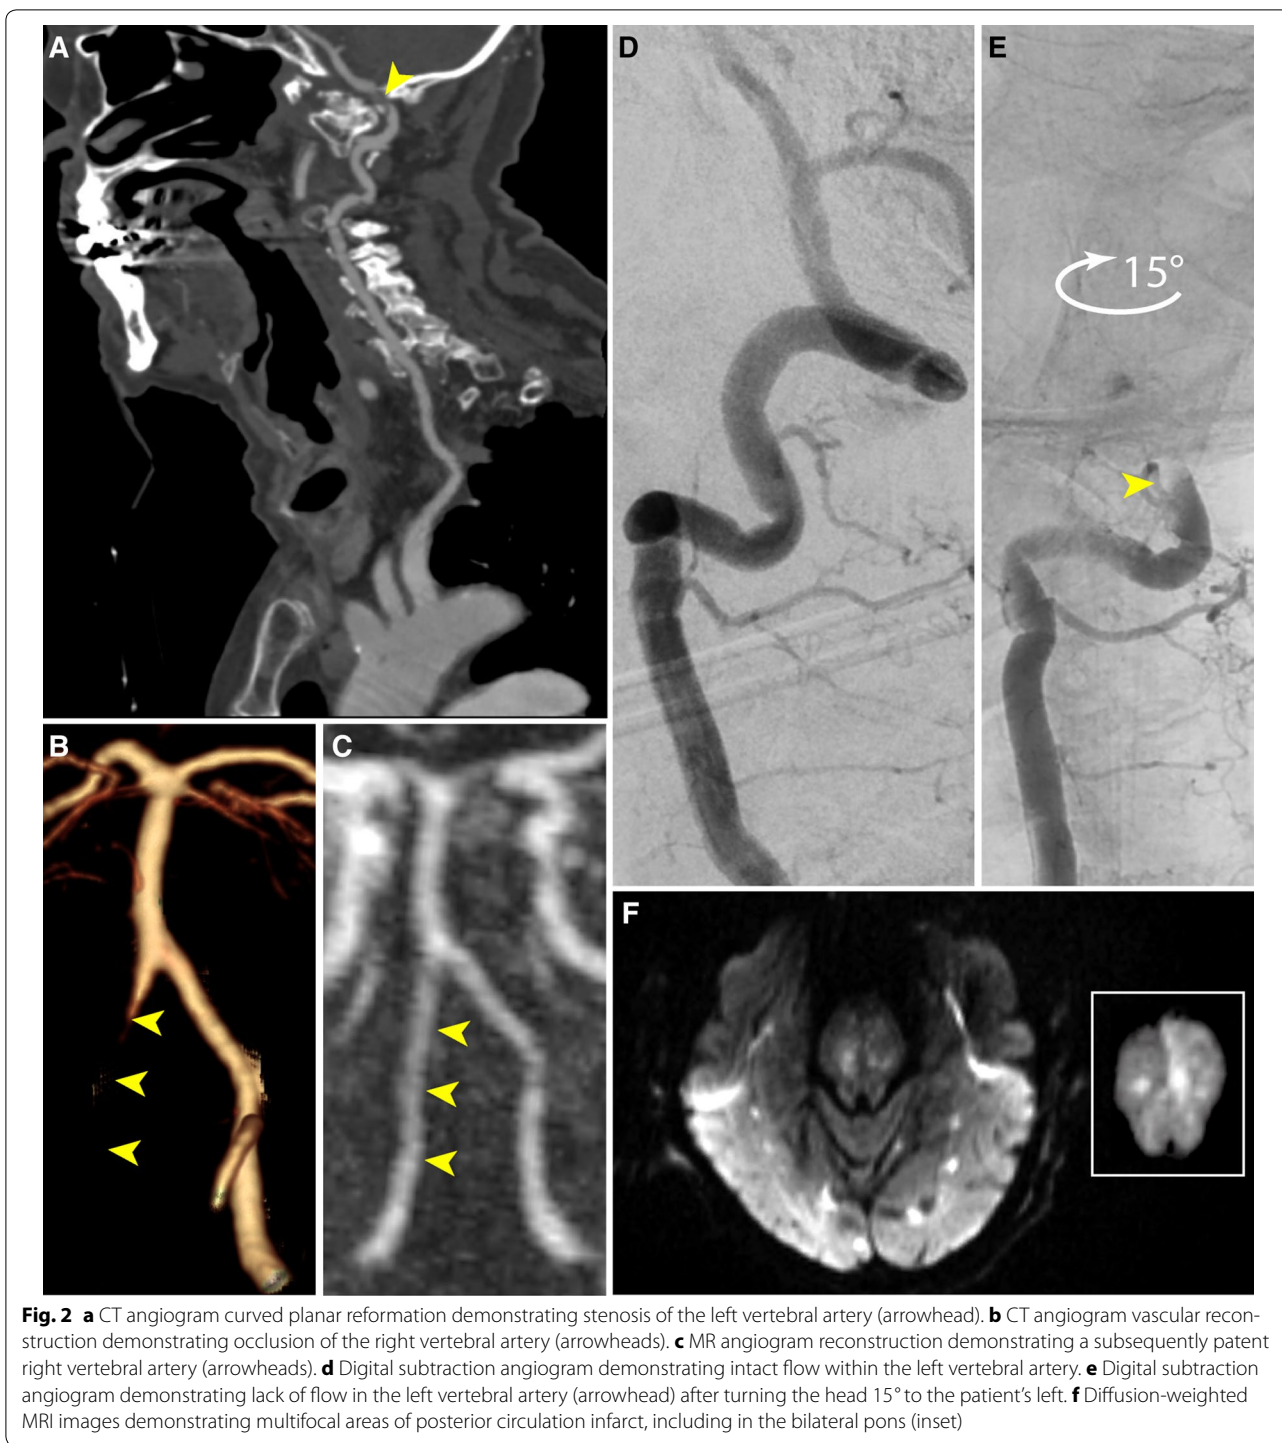 A
D
E
15°
B
C
F
Fig. 2 a CT angiogram curved planar reformation demonstrating stenosis of the left vertebral artery (arrowhead). b CT angiogram vascular recon-
struction demonstrating occlusion of the right vertebral artery (arrowheads). c MR angiogram reconstruction demonstrating a subsequently patent
right vertebral artery (arrowheads). d Digital subtraction angiogram demonstrating intact flow within the left vertebral artery. e Digital subtraction
angiogram demonstrating lack of flow in the left vertebral artery (arrowhead) after turning the head 15° to the patient’s left. f Diffusion-weighted
MRI images demonstrating multifocal areas of posterior circulation infarct, including in the bilateral pons (inset)